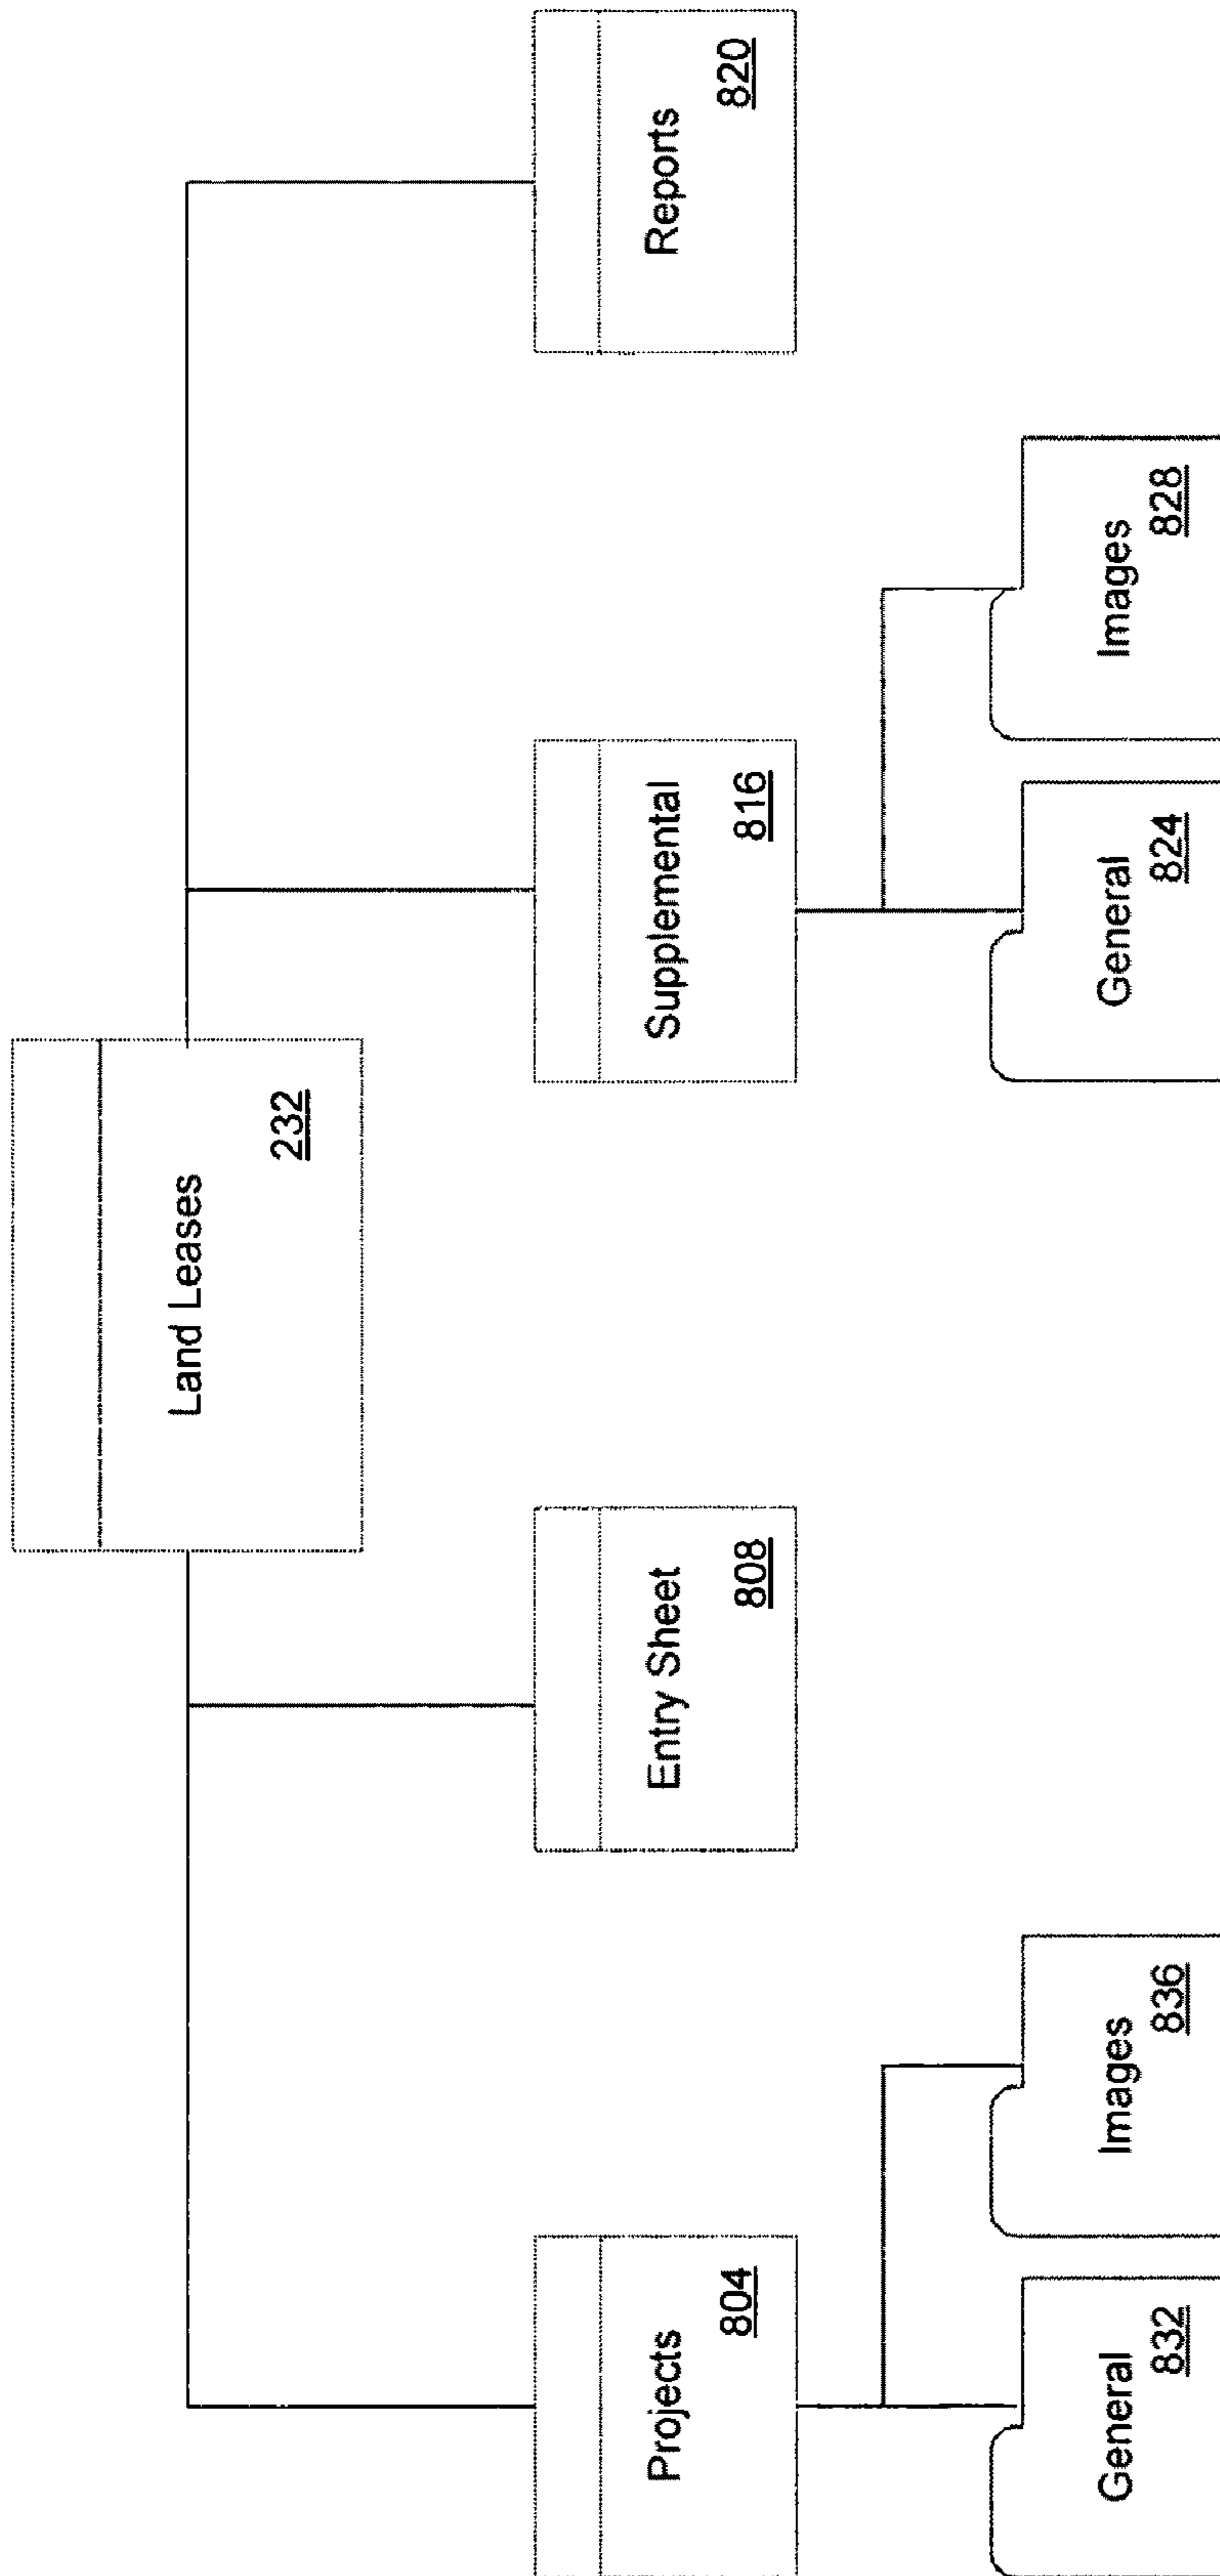 Land Leases
232
Projects
804
Entry Sheet
808
Supplemental
816
Reports
820
General
832
Images
836
General
824
Images
828